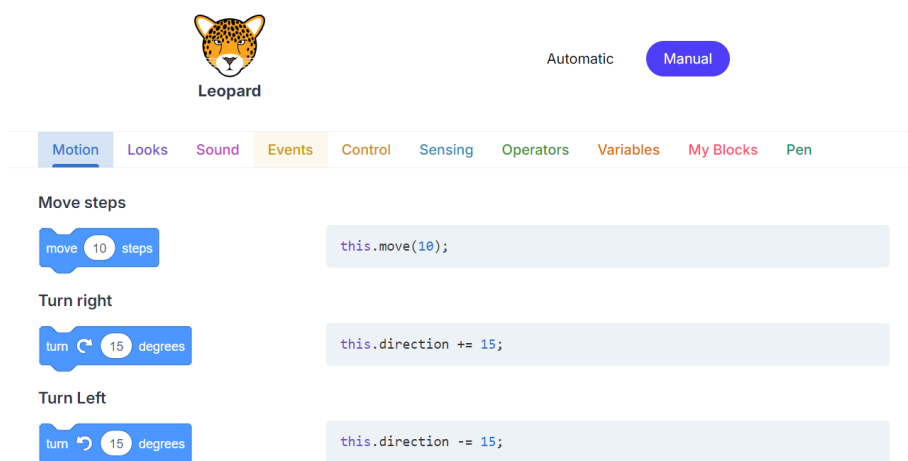 Leopard
Automatic Manual
Motion Looks Sound Events Control Sensing Operators Variables My Blocks Pen
Move steps
move 10 steps
this.move(10);
Turn right
turn 15 degrees
this.direction += 15;
Turn Left
turn 15 degrees
this.direction -= 15;